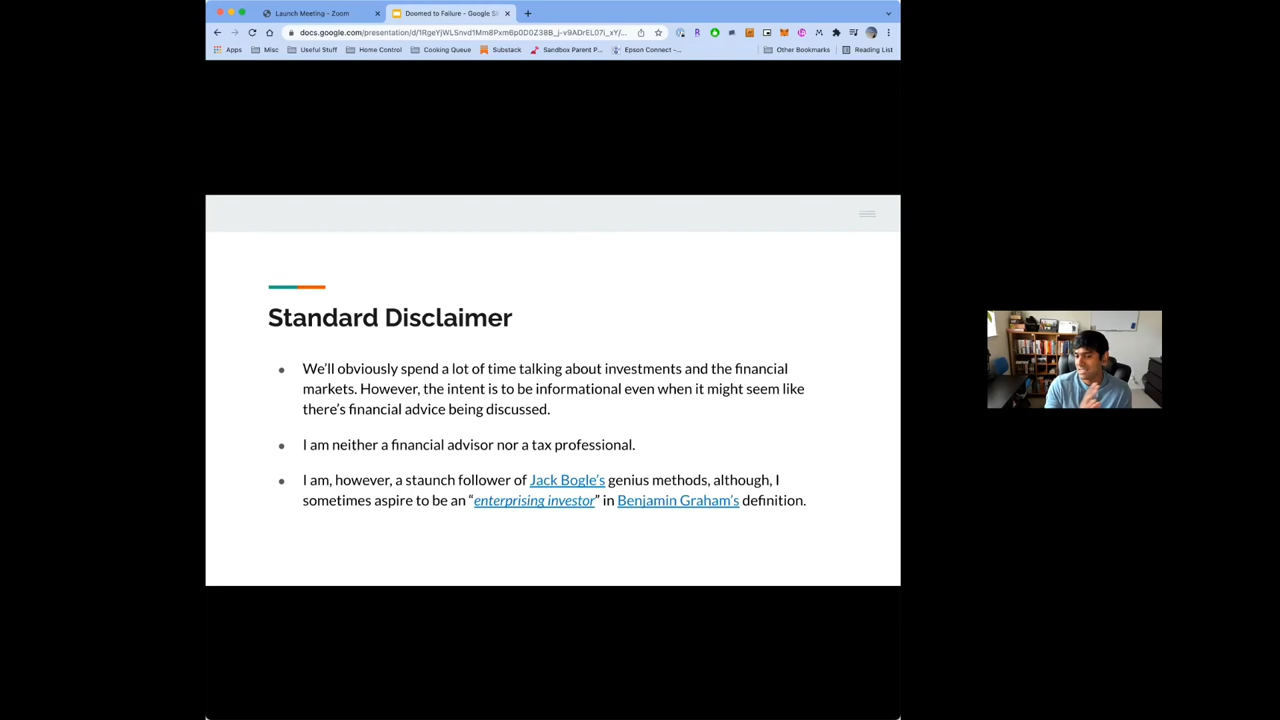 Launch Meeting - Zoom
Doomed to Failure - Google Sl
docs.google.com/presentation/d/
Apps Misc Useful Stuff Home Control Cooking Queue Substack Sandbox Parent P... Epson Connect -... Other Bookmarks Reading List
Standard Disclaimer
• We'll obviously spend a lot of time talking about investments and the financial
markets. However, the intent is to be informational even when it might seem like
there's financial advice being discussed.
• I am neither a financial advisor nor a tax professional.
• I am, however, a staunch follower of Jack Bogle's genius methods, although, I
sometimes aspire to be an “enterprising investor” in Benjamin Graham's definition.